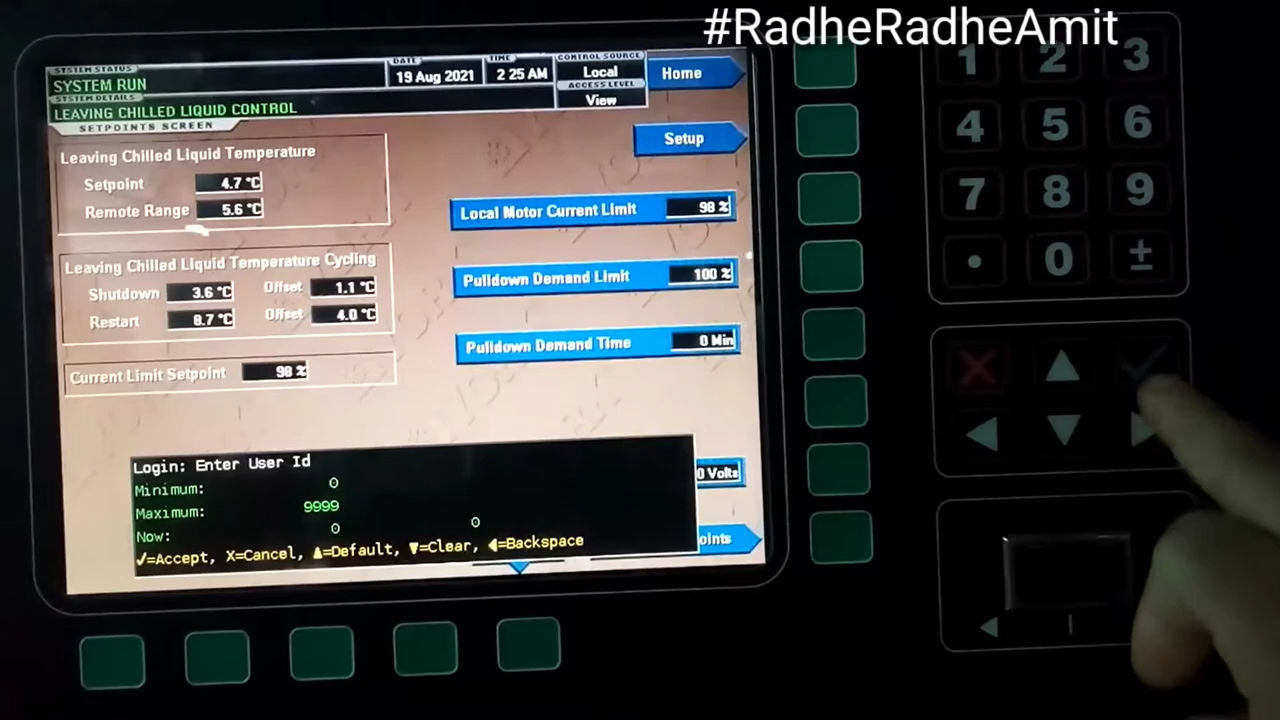 #RadheRadheAmit
SYSTEM STATUS
SYSTEM RUN
DATE
19 Aug 2021
TIME
2 25 AM
CONTROL SOURCE
Local
ACCESS LEVEL
View
Home
SYSTEM DETAILS
LEAVING CHILLED LIQUID CONTROL
SETPOINTS SCREEN
Setup
Leaving Chilled Liquid Temperature
Setpoint 4.7 °C
Remote Range 5.6 °C
Local Motor Current Limit 98 %
Leaving Chilled Liquid Temperature Cycling
Shutdown 3.6 °C Offset 1.1 °C
Restart 8.7 °C Offset 4.0 °C
Pulldown Demand Limit 100 %
Pulldown Demand Time 0 Min
Current Limit Setpoint 98 %
Login: Enter User Id
Minimum: 0
Maximum: 9999
Now: 0 0
✓=Accept, X=Cancel, ▲=Default, ▼=Clear, ◄=Backspace
0 Volts
oints
1 2 3
4 5 6
7 8 9
. 0 ±